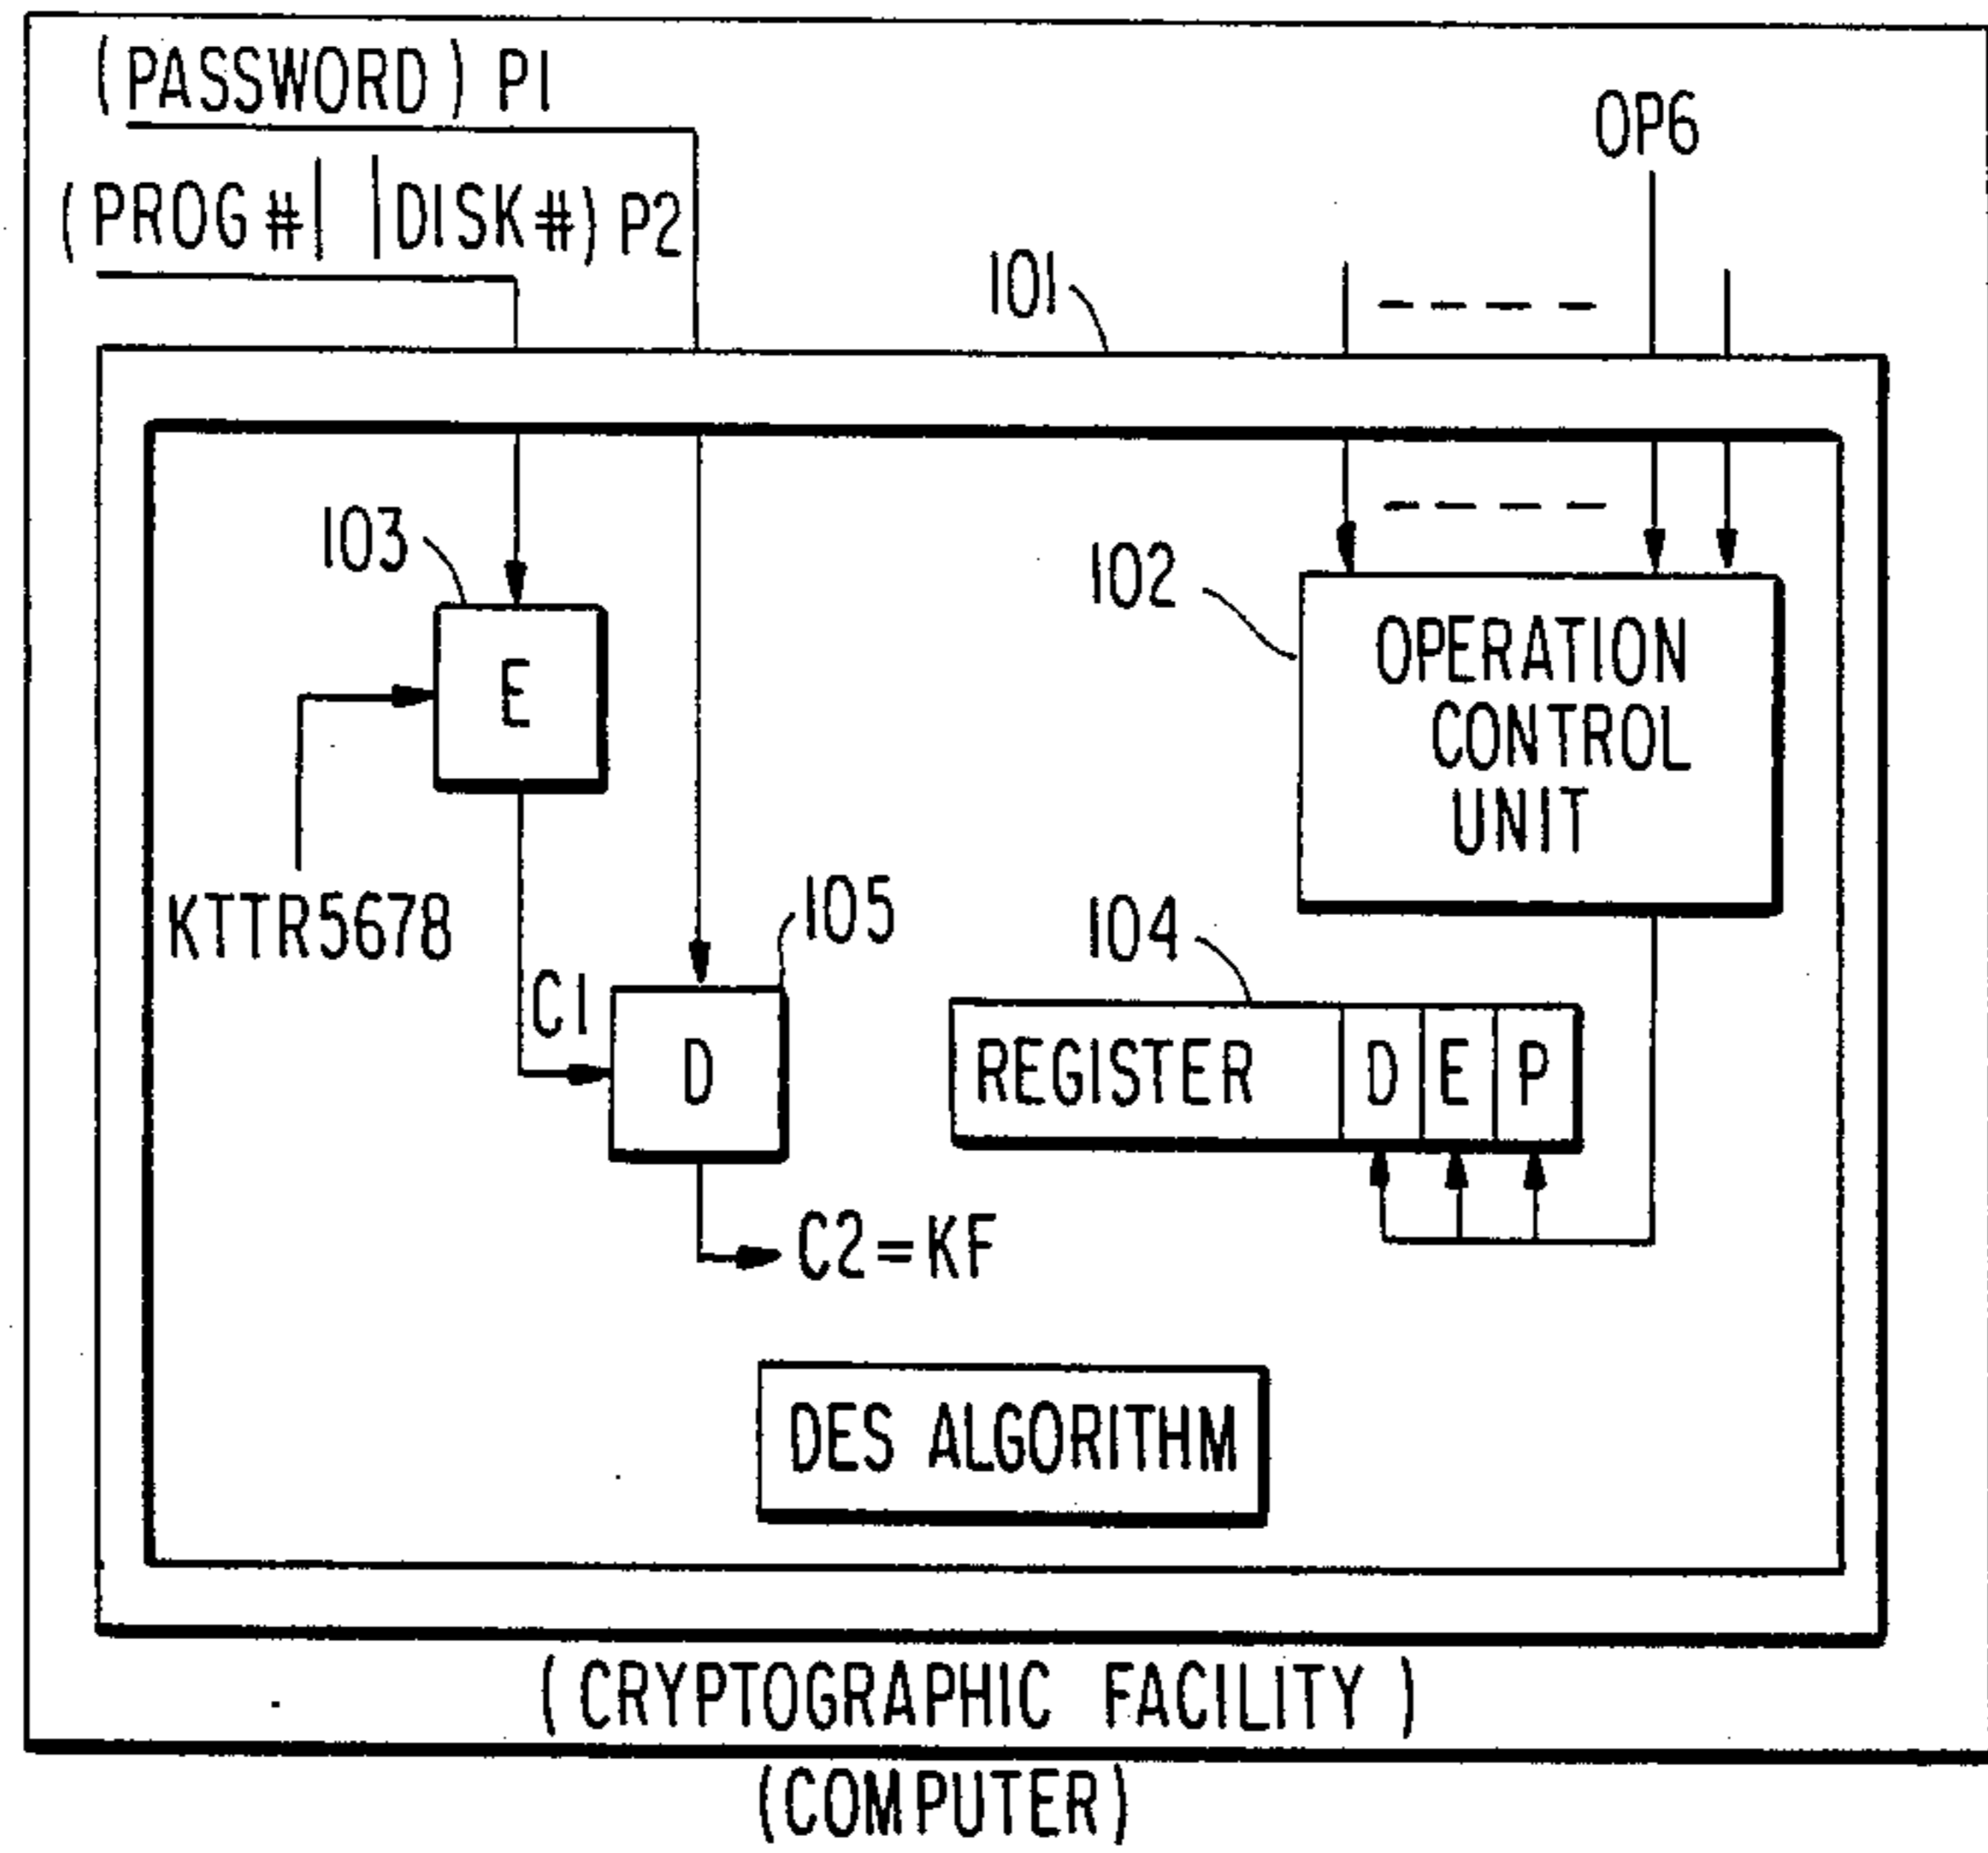 (PASSWORD) P1
OP6
(PROG #| |DISK#) P2
101
103
102
E
OPERATION
CONTROL
UNIT
KTTR5678
105
104
C1
D
REGISTER D E P
C2=KF
DES ALGORITHM
(CRYPTOGRAPHIC FACILITY)
(COMPUTER)